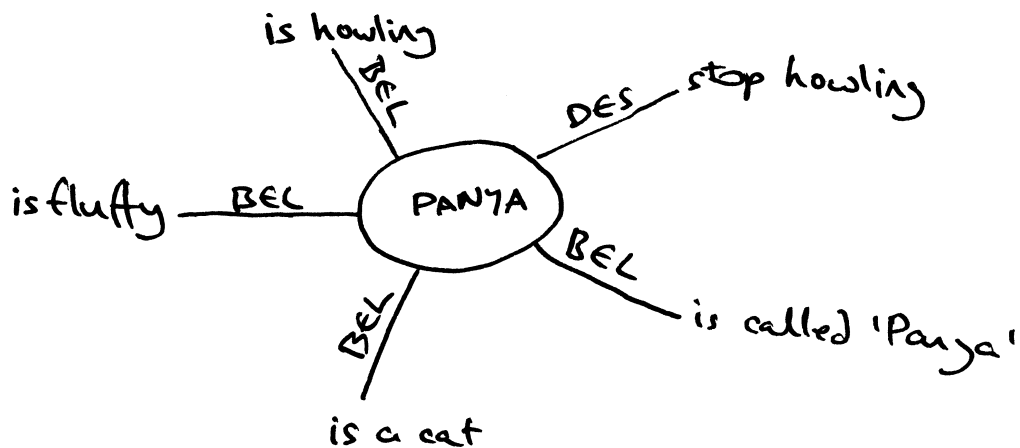 is howling
BEL
DES
stop howling
is fluffy
BEL
PANYA
BEL
is called 'Panya'
BEL
is a cat